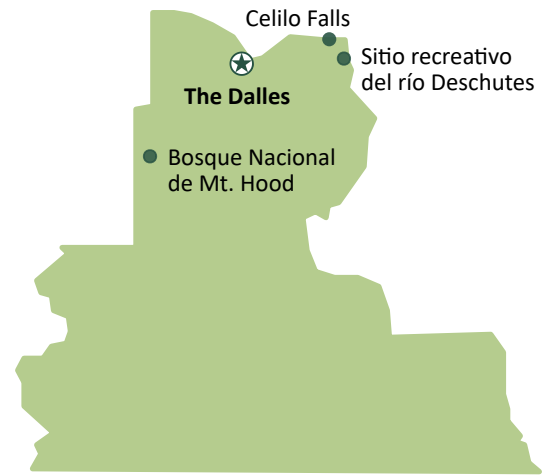 Celilo Falls
Sitio recreativo
del río Deschutes
The Dalles
Bosque Nacional
de Mt. Hood